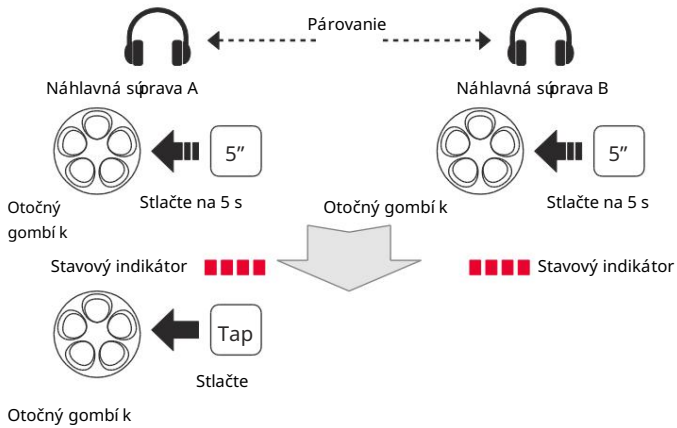 Párovanie
Náhlavná súprava A
Náhlavná súprava B
5”
5”
Stlačte na 5 s
Stlačte na 5 s
Otočný
gombík
Otočný gombík
Stavový indikátor
Stavový indikátor
Tap
Stlačte
Otočný gombík